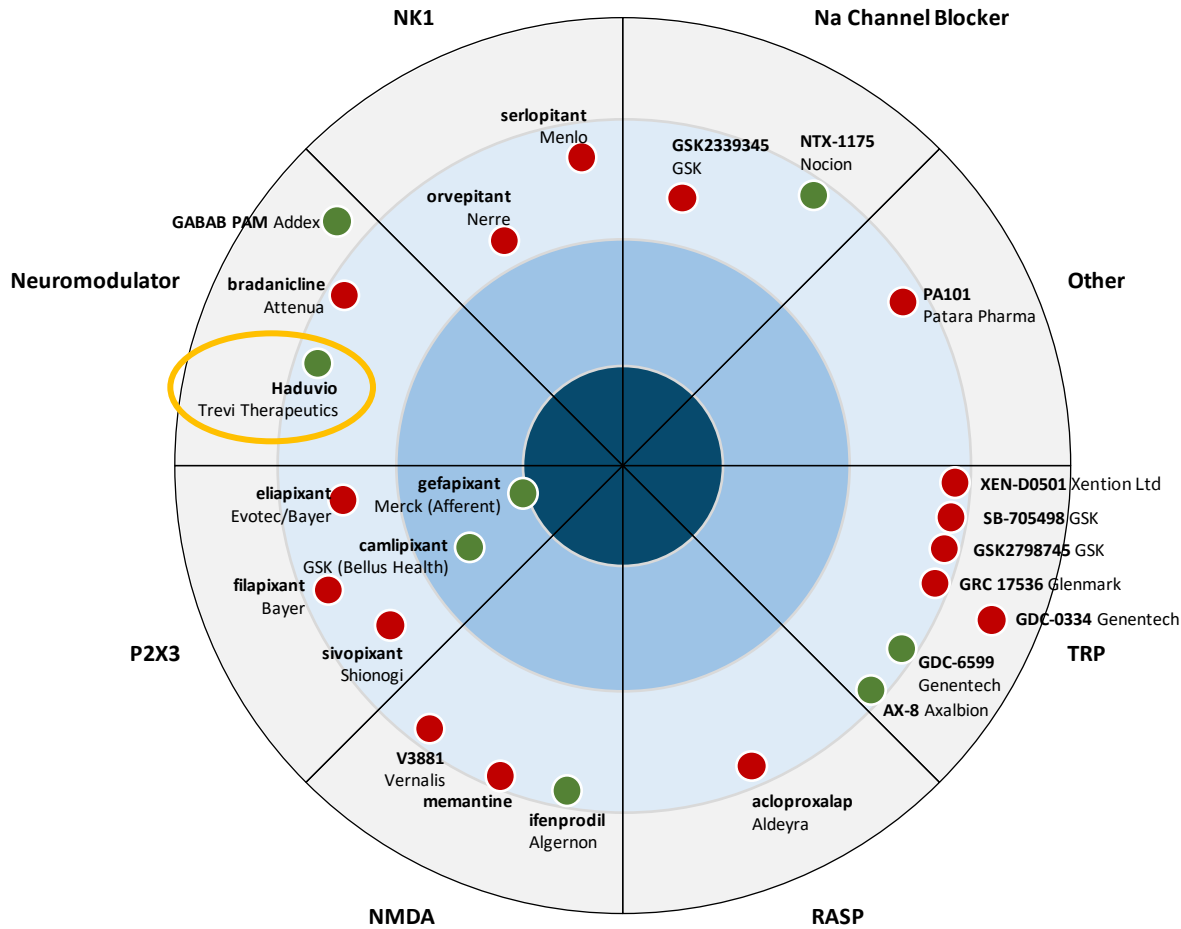 NK1
Na Channel Blocker
serlopitant
Menlo
GSK2339345
GSK
NTX-1175
Nocion
orvepitant
Nerre
GABAB PAM Addex
Neuromodulator
bradanicline
Attenua
Other
PA101
Patara Pharma
Haduvio
Trevi Therapeutics
eliapixant
Evotec/Bayer
gefapixant
Merck (Afferent)
camlipixant
GSK (Bellus Health)
filapixant
Bayer
sivopixant
Shionogi
P2X3
XEN-D0501 Xention Ltd
SB-705498 GSK
GSK2798745 GSK
GRC 17536 Glenmark
GDC-0334 Genentech
TRP
GDC-6599
Genentech
AX-8 Axalbion
V3881
Vernalis
memantine
ifenprodil
Algernon
acloproxalap
Aldeyra
NMDA
RASP